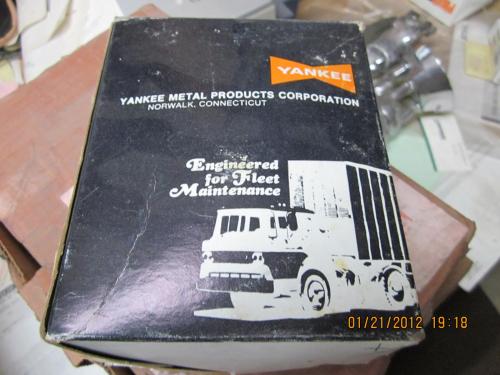 YANKEE
YANKEE METAL PRODUCTS CORPORATION
NORWALK, CONNECTICUT
Engineered
for Fleet
Maintenance
01/21/2012 19:18